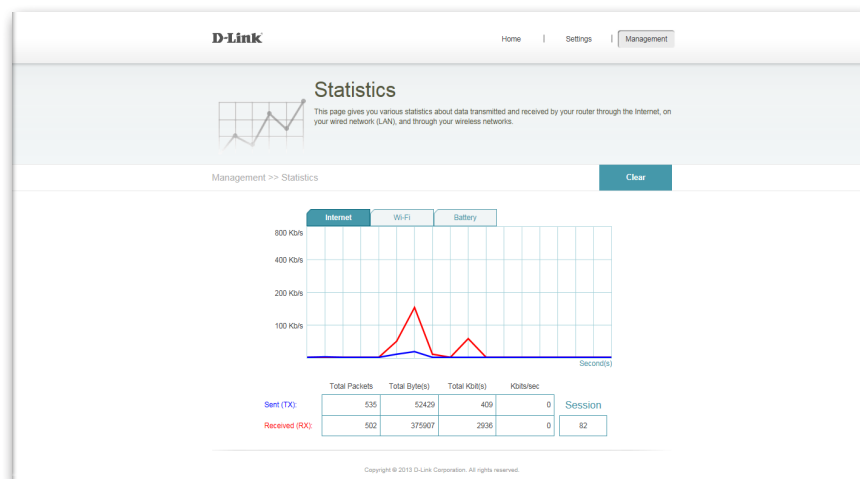 D-Link
Home | Settings | Management
Statistics
This page gives you various statistics about data transmitted and received by your router through the Internet, on
your wired network (LAN), and through your wireless networks.
Management >> Statistics
Clear
Internet Wi-Fi Battery
800 Kb/s
400 Kb/s
200 Kb/s
100 Kb/s
Second(s)
Total Packets Total Byte(s) Total Kbit(s) Kbits/sec
Sent (TX): 535 52429 409 0 Session
Received (RX): 502 375907 2936 0 82
Copyright © 2013 D-Link Corporation. All rights reserved.